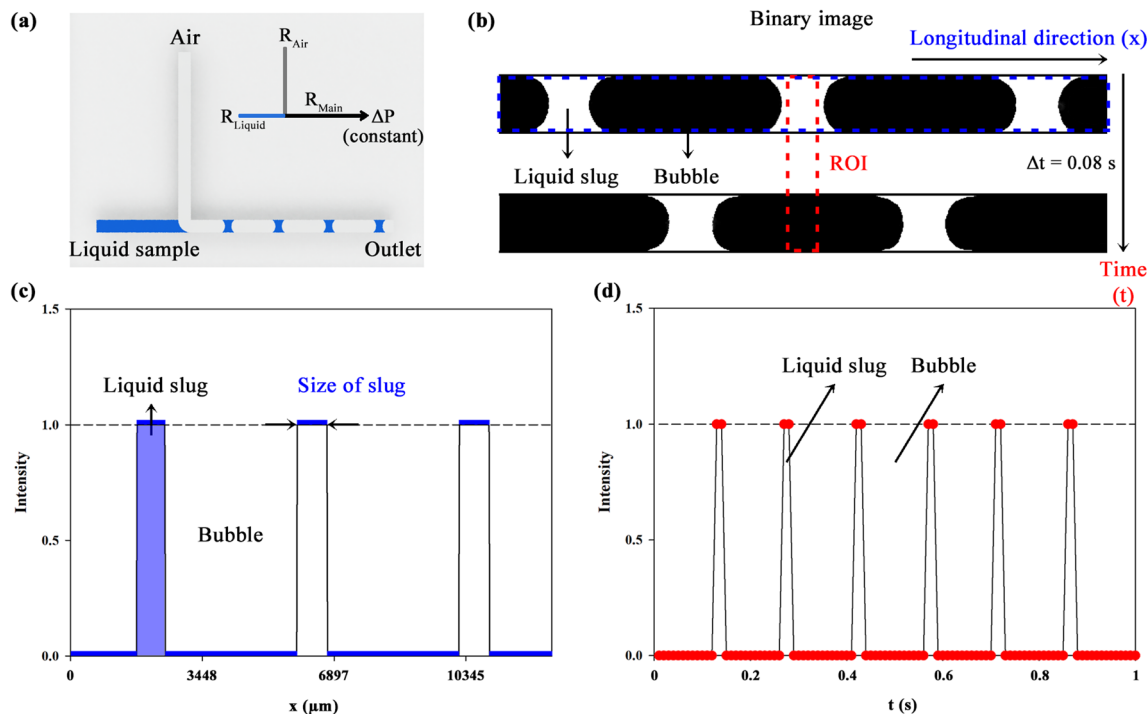 (a)
Air
R_Air
R_Main
R_Liquid
ΔP
(constant)
Liquid sample
Outlet
(b)
Binary image
Longitudinal direction (x)
Liquid slug
Bubble
ROI
Δt = 0.08 s
Time
(t)
(c)
1.5
1.0
0.5
0.0
Intensity
Liquid slug
Size of slug
Bubble
0
3448
6897
10345
x (μm)
(d)
1.5
1.0
0.5
0.0
Intensity
Liquid slug
Bubble
0
0.2
0.4
0.6
0.8
1
t (s)